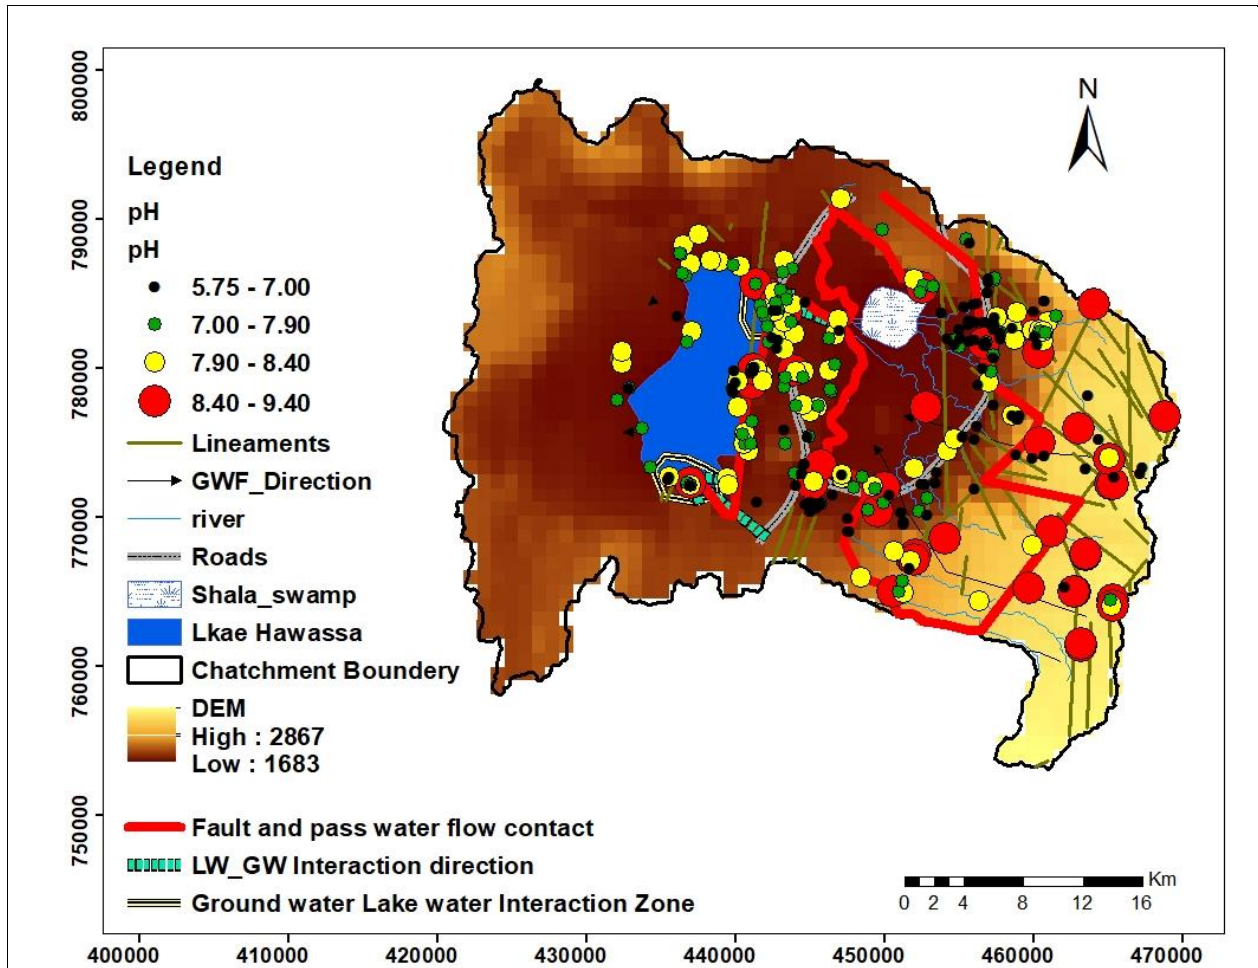 N
Legend
pH
pH
5.75 - 7.00
7.00 - 7.90
7.90 - 8.40
8.40 - 9.40
Lineaments
GWF_Direction
river
Roads
Shala_swamp
Lkae Hawassa
Chatchment Boundary
DEM
High : 2867
Low : 1683
Fault and pass water flow contact
LW_GW Interaction direction
Ground water Lake water Interaction Zone
Km
0 2 4 8 12 16
800000
790000
780000
770000
760000
750000
400000 410000 420000 430000 440000 450000 460000 470000